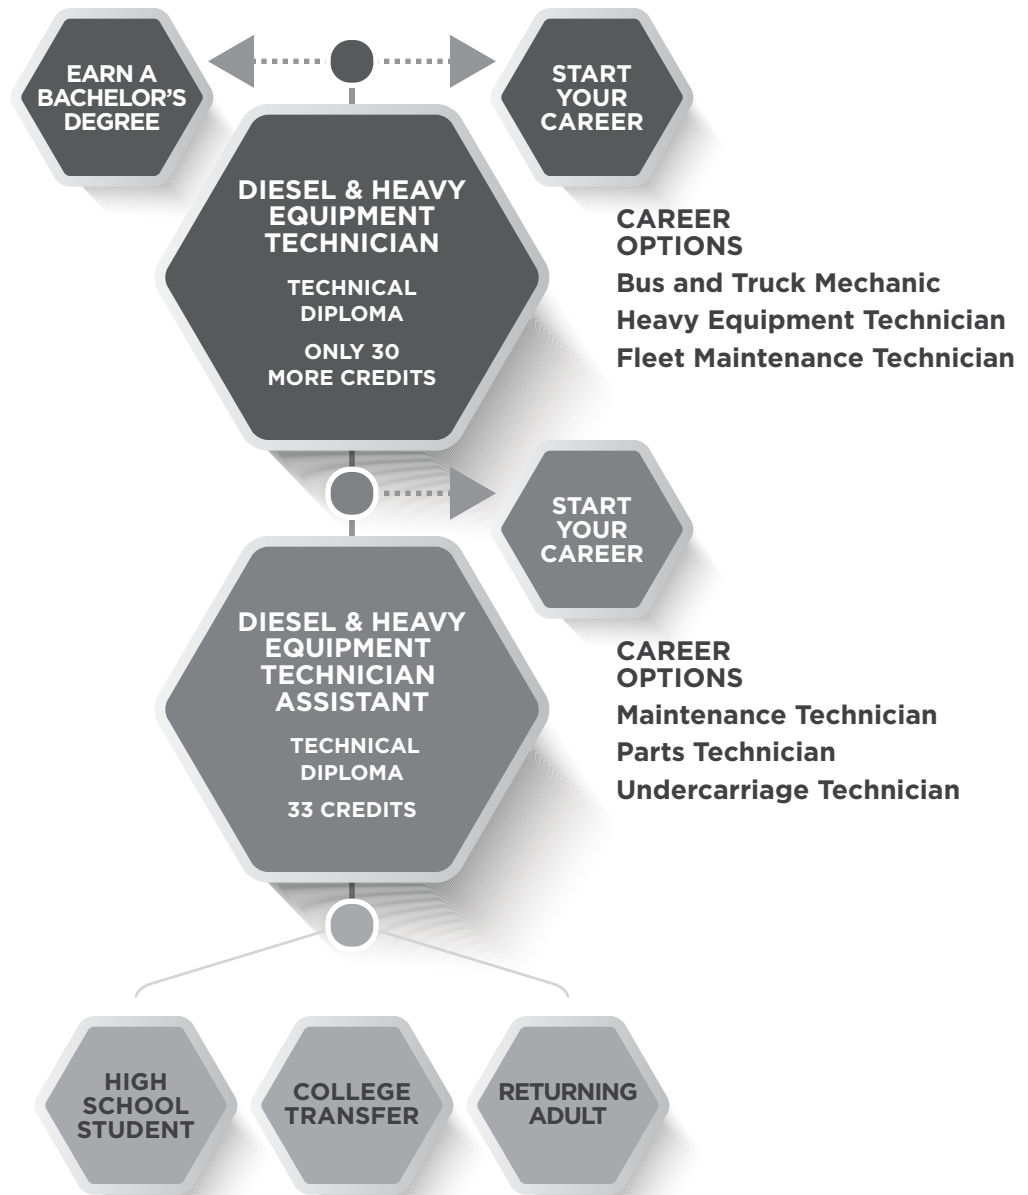 EARN A
BACHELOR'S
DEGREE
START
YOUR
CAREER
DIESEL & HEAVY
EQUIPMENT
TECHNICIAN
TECHNICAL
DIPLOMA
ONLY 30
MORE CREDITS
CAREER
OPTIONS
Bus and Truck Mechanic
Heavy Equipment Technician
Fleet Maintenance Technician
START
YOUR
CAREER
DIESEL & HEAVY
EQUIPMENT
TECHNICIAN
ASSISTANT
TECHNICAL
DIPLOMA
33 CREDITS
CAREER
OPTIONS
Maintenance Technician
Parts Technician
Undercarriage Technician
HIGH
SCHOOL
STUDENT
COLLEGE
TRANSFER
RETURNING
ADULT